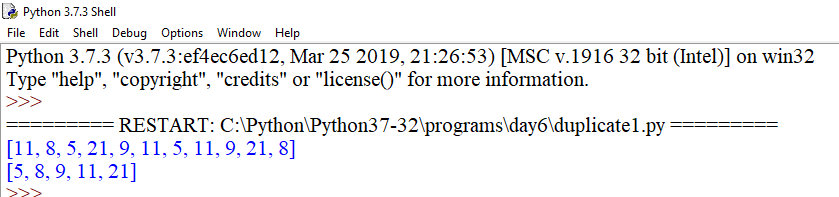 Python 3.7.3 Shell
File Edit Shell Debug Options Window Help
Python 3.7.3 (v3.7.3:ef4ec6ed12, Mar 25 2019, 21:26:53) [MSC v.1916 32 bit (Intel)] on win32
Type "help", "copyright", "credits" or "license()" for more information.
>>>
========= RESTART: C:\Python\Python37-32\programs\day6\duplicate1.py =========
[11, 8, 5, 21, 9, 11, 5, 11, 9, 21, 8]
[5, 8, 9, 11, 21]
>>>